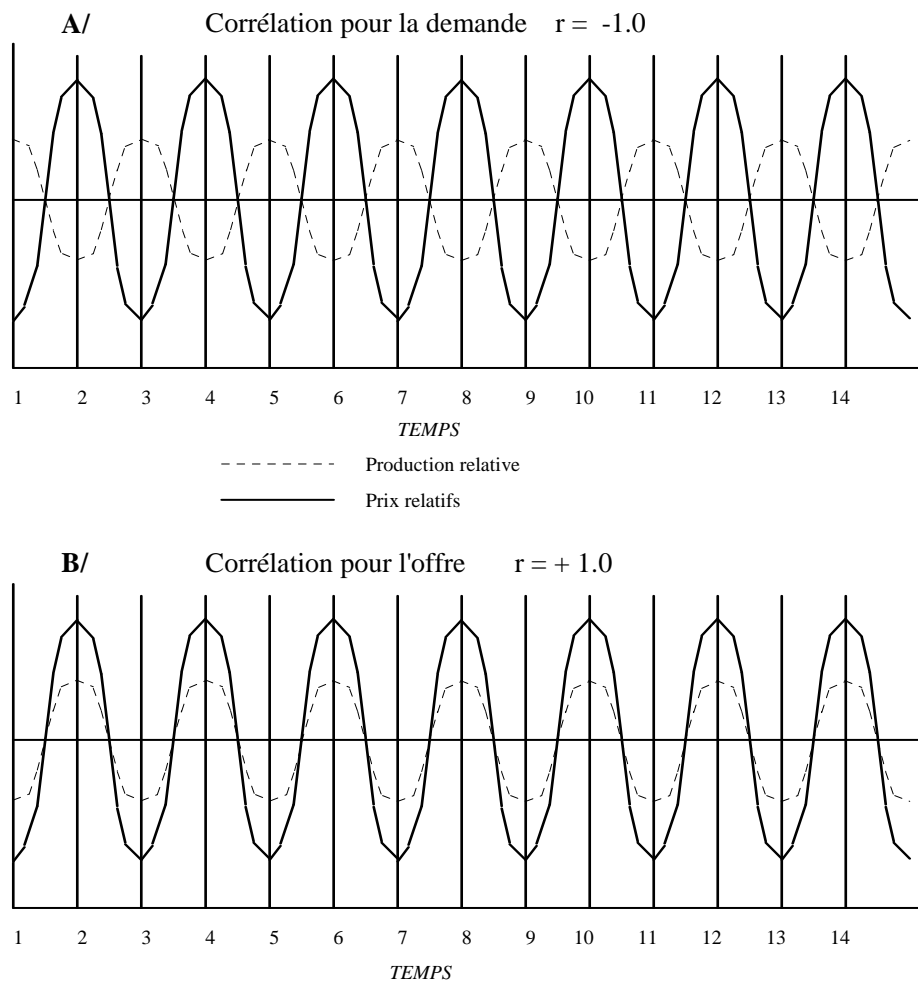 A/ Corrélation pour la demande r = -1.0
1 2 3 4 5 6 7 8 9 10 11 12 13 14
TEMPS
Production relative
Prix relatifs
B/ Corrélation pour l'offre r = + 1.0
1 2 3 4 5 6 7 8 9 10 11 12 13 14
TEMPS